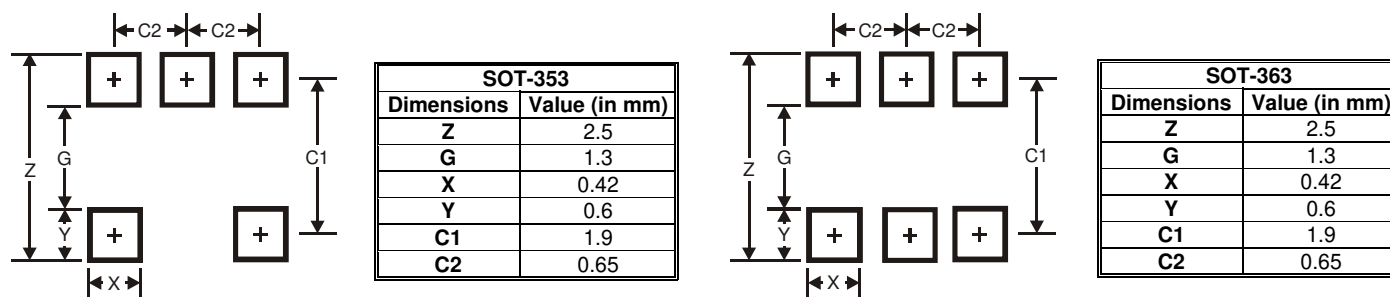 C2 C2
Z
G
Y
X
C1
SOT-353
Dimensions Value (in mm)
Z 2.5
G 1.3
X 0.42
Y 0.6
C1 1.9
C2 0.65
C2 C2
Z
G
Y
X
C1
SOT-363
Dimensions Value (in mm)
Z 2.5
G 1.3
X 0.42
Y 0.6
C1 1.9
C2 0.65